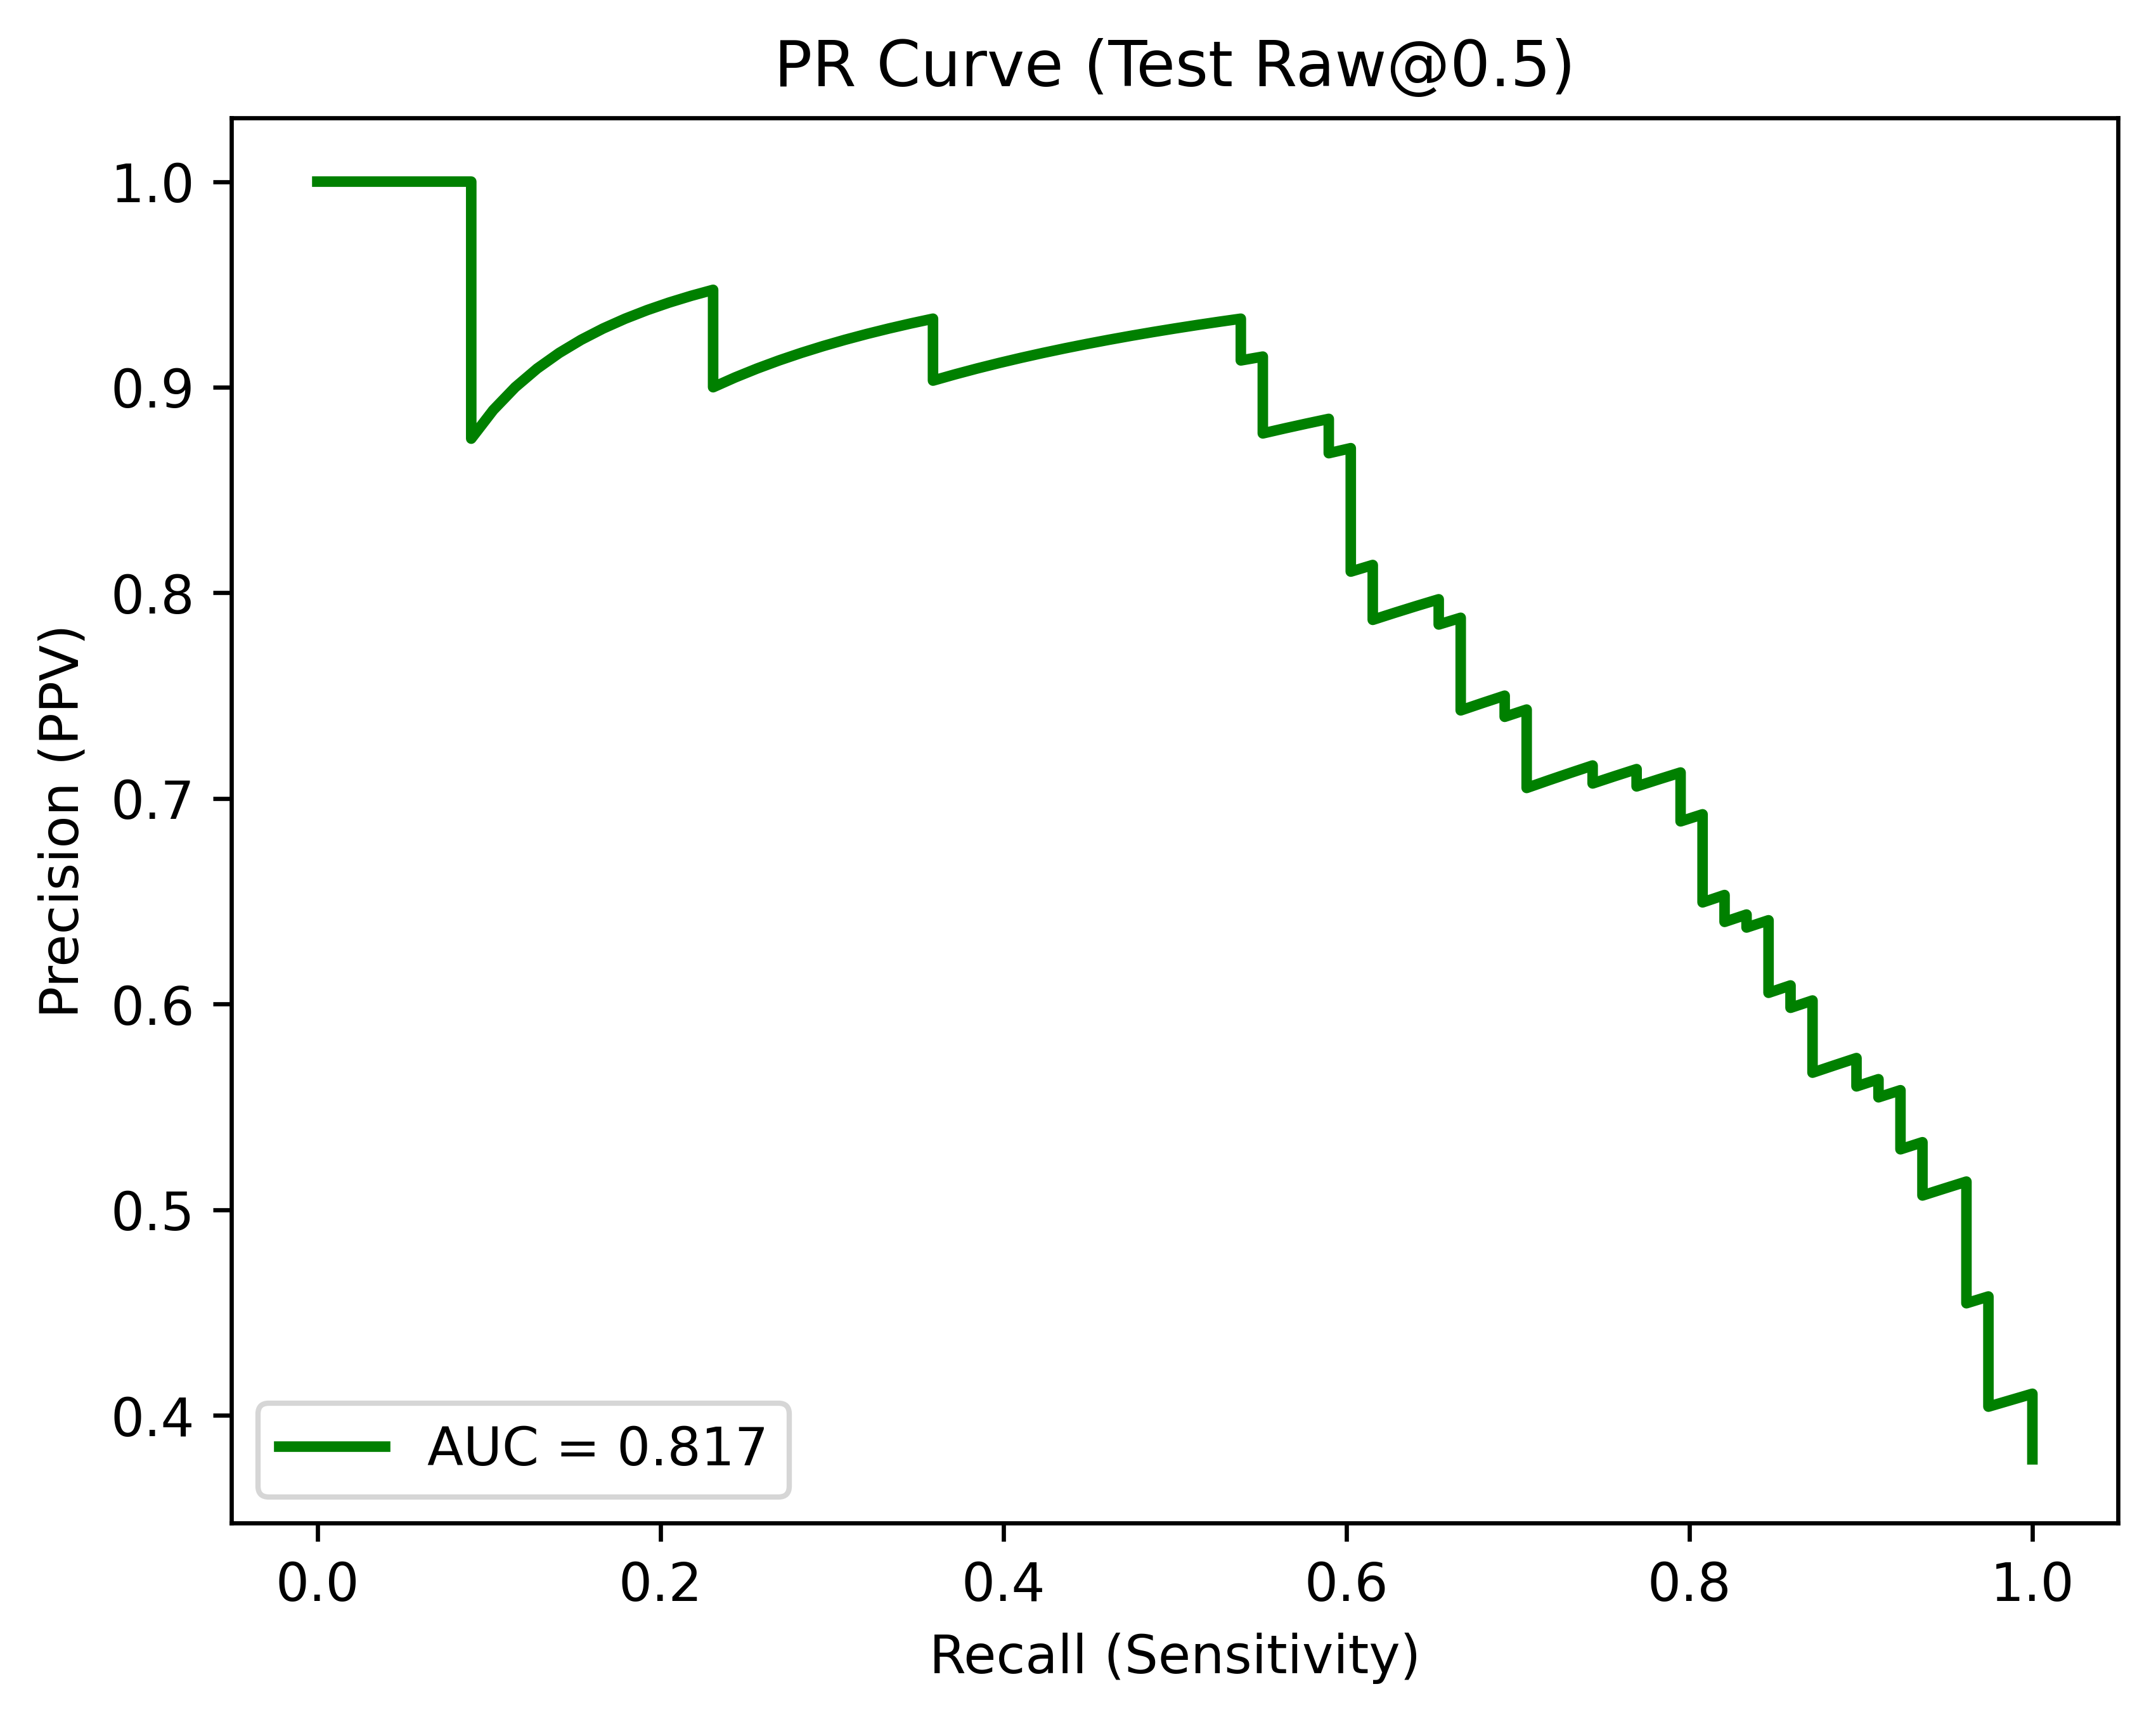 PR Curve (Test Raw@0.5)
Precision (PPV)
1.0
0.9
0.8
0.7
0.6
0.5
0.4
AUC = 0.817
0.0 0.2 0.4 0.6 0.8 1.0
Recall (Sensitivity)